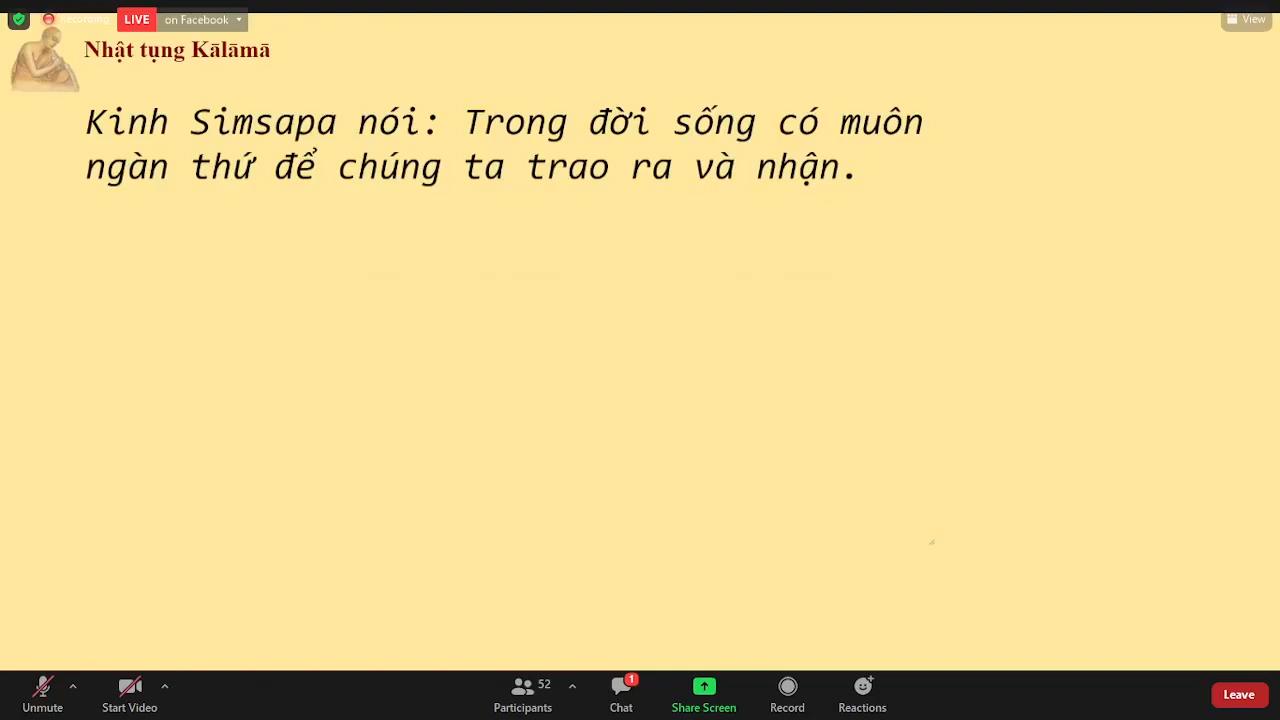 Recording
LIVE
on Facebook
View
Nhật tụng Kālāmā
Kinh Simsapa nói: Trong đời sống có muôn
ngàn thứ để chúng ta trao ra và nhận.
Unmute
Start Video
52
Participants
1
Chat
Share Screen
Record
Reactions
Leave